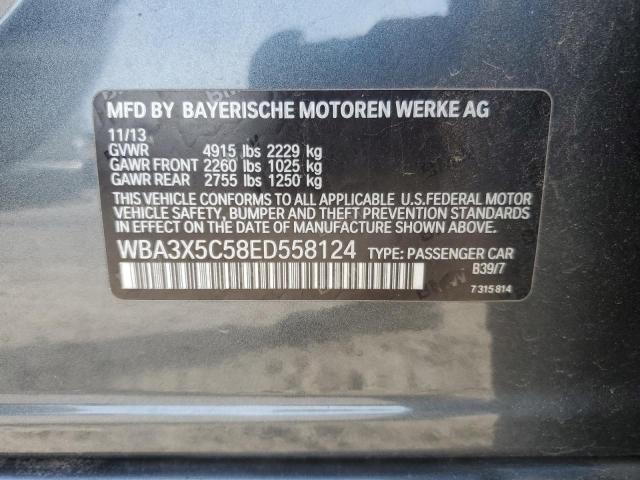 MFD BY BAYERISCHE MOTOREN WERKE AG
11/13
GVWR 4915 lbs 2229 kg
GAWR FRONT 2260 lbs 1025 kg
GAWR REAR 2755 lbs 1250 kg
THIS VEHICLE CONFORMS TO ALL APPLICABLE U.S.FEDERAL MOTOR
VEHICLE SAFETY, BUMPER AND THEFT PREVENTION STANDARDS
IN EFFECT ON THE DATE OF MANUFACTURE SHOWN ABOVE.
WBA3X5C58ED558124 TYPE: PASSENGER CAR
B39/7
7 315 814